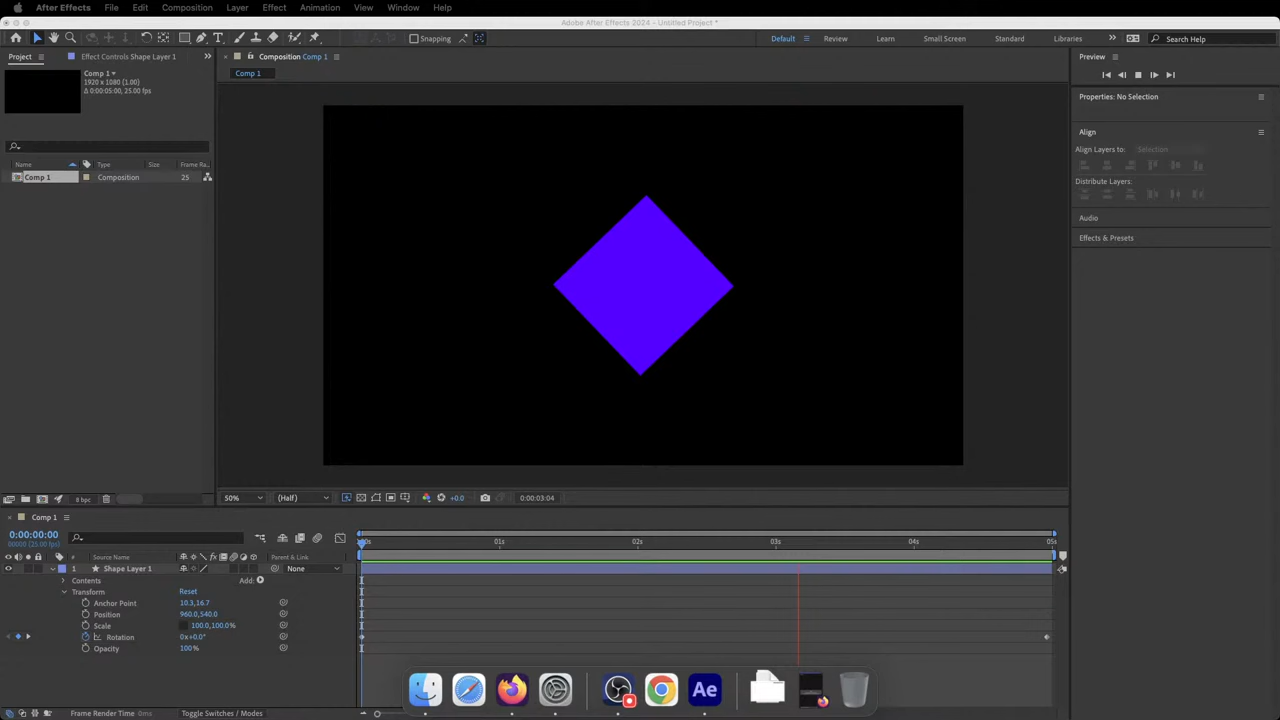 After Effects File Edit Composition Layer Effect Animation View Window Help
Adobe After Effects 2024 - Untitled Project *
Snapping Default Review Learn Small Screen Standard Libraries Search Help
Project Effect Controls Shape Layer 1 Composition Comp 1 Preview
Comp 1
1920 x 1080 (1.00)
Δ 0:00:05:00, 25.00 fps
Comp 1
Properties: No Selection
Align
Align Layers to: Selection
Distribute Layers:
Audio
Effects & Presets
Name Type Size Frame Ra..
Comp 1 Composition 25
8 bpc 50% (Half) +0.0 0:00:03:04
Comp 1
0:00:00:00
00000 (25.00 fps)
01s 02s 03s 04s 05s
# Source Name Parent & Link
1 Shape Layer 1 None
Contents Add:
Transform Reset
Anchor Point 10.3,16.7
Position 960.0,540.0
Scale 100.0,100.0%
Rotation 0x+0.0°
Opacity 100%
Ae
Frame Render Time 0ms Toggle Switches / Modes